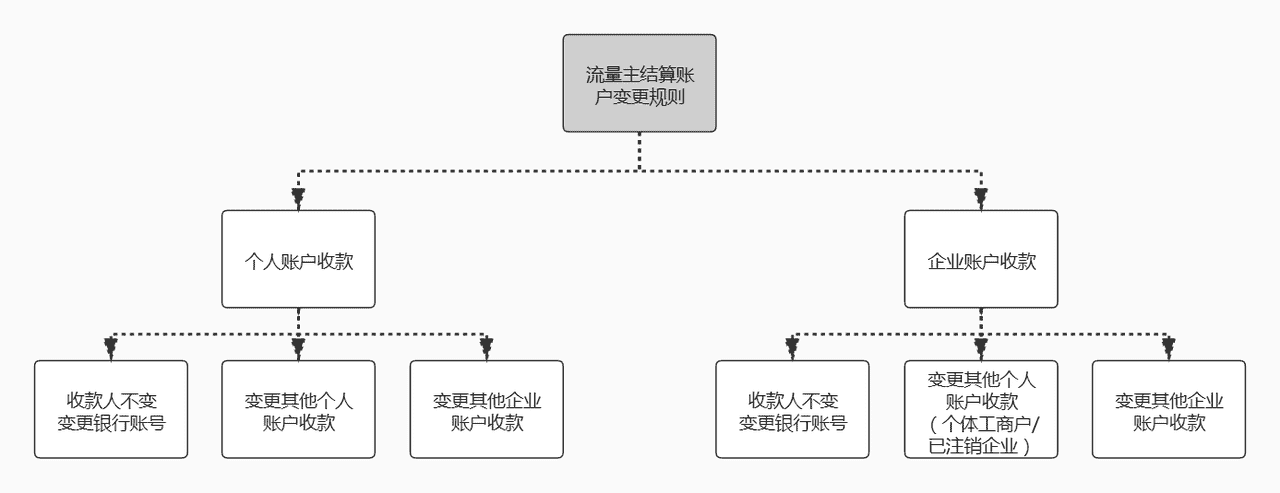 流量主结算账
户变更规则
个人账户收款
企业账户收款
收款人不变
变更银行账号
变更其他个人
账户收款
变更其他企业
账户收款
收款人不变
变更银行账号
变更其他个人
账户收款
（个体工商户/
已注销企业）
变更其他企业
账户收款